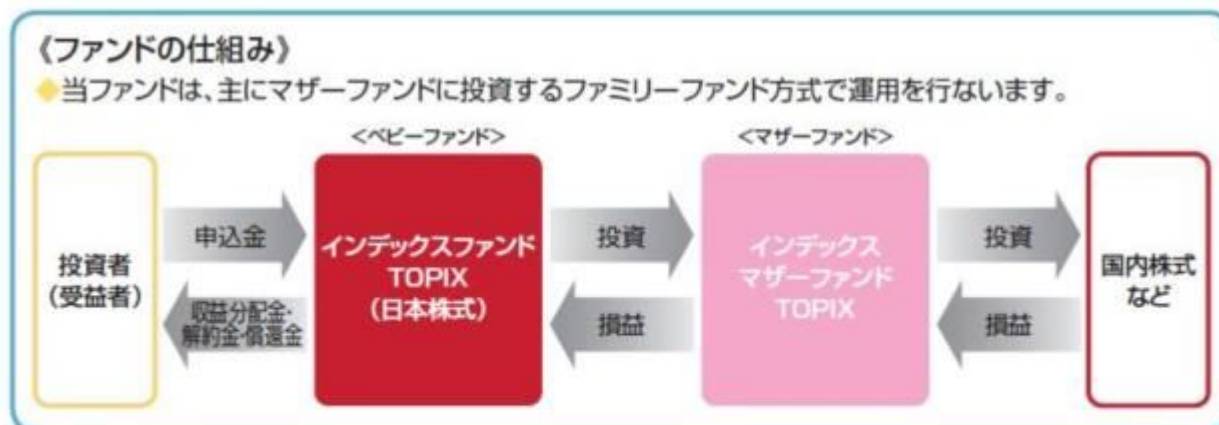 《ファンドの仕組み》
◆当ファンドは、主にマザーファンドに投資するファミリーファンド方式で運用を行ないます。
<ベビーファンド>
<マザーファンド>
投資者
(受益者)
申込金
収益分配金・
解約金・償還金
インデックスファンド
TOPIX
(日本株式)
投資
損益
インデックス
マザーファンド
TOPIX
投資
損益
国内株式
など